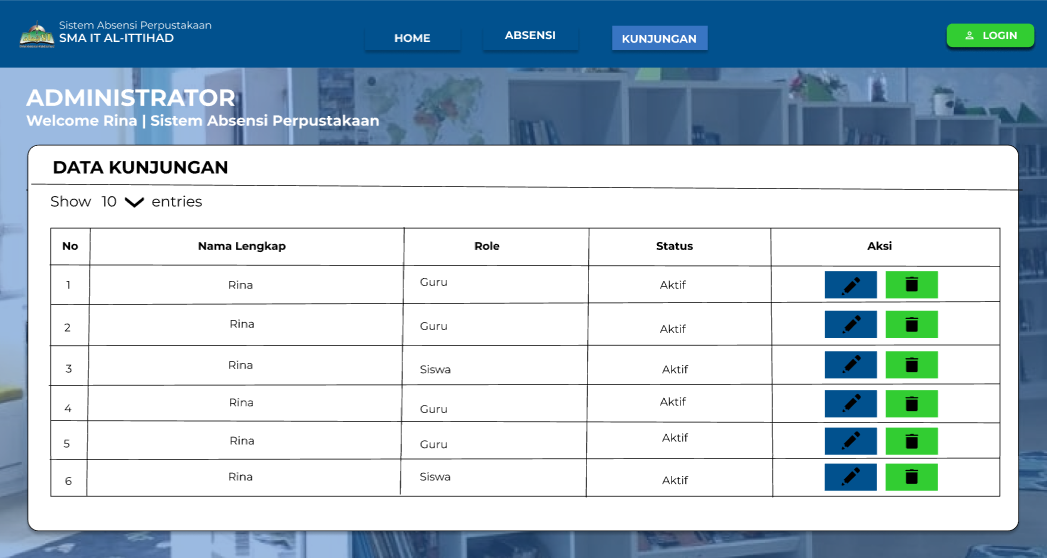 Sistem Absensi Perpustakaan
SMA IT AL-ITTIHAD
HOME
ABSENSI
KUNJUNGAN
LOGIN
ADMINISTRATOR
Welcome Rina | Sistem Absensi Perpustakaan
DATA KUNJUNGAN
Show 10 entries
No Nama Lengkap Role Status Aksi
1 Rina Guru Aktif
2 Rina Guru Aktif
3 Rina Siswa Aktif
4 Rina Guru Aktif
5 Rina Guru Aktif
6 Rina Siswa Aktif